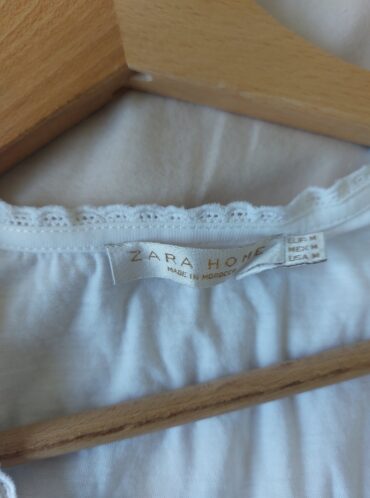 ZARA HOME
MADE IN MOROCCO
EUR M
MEX M
USA M